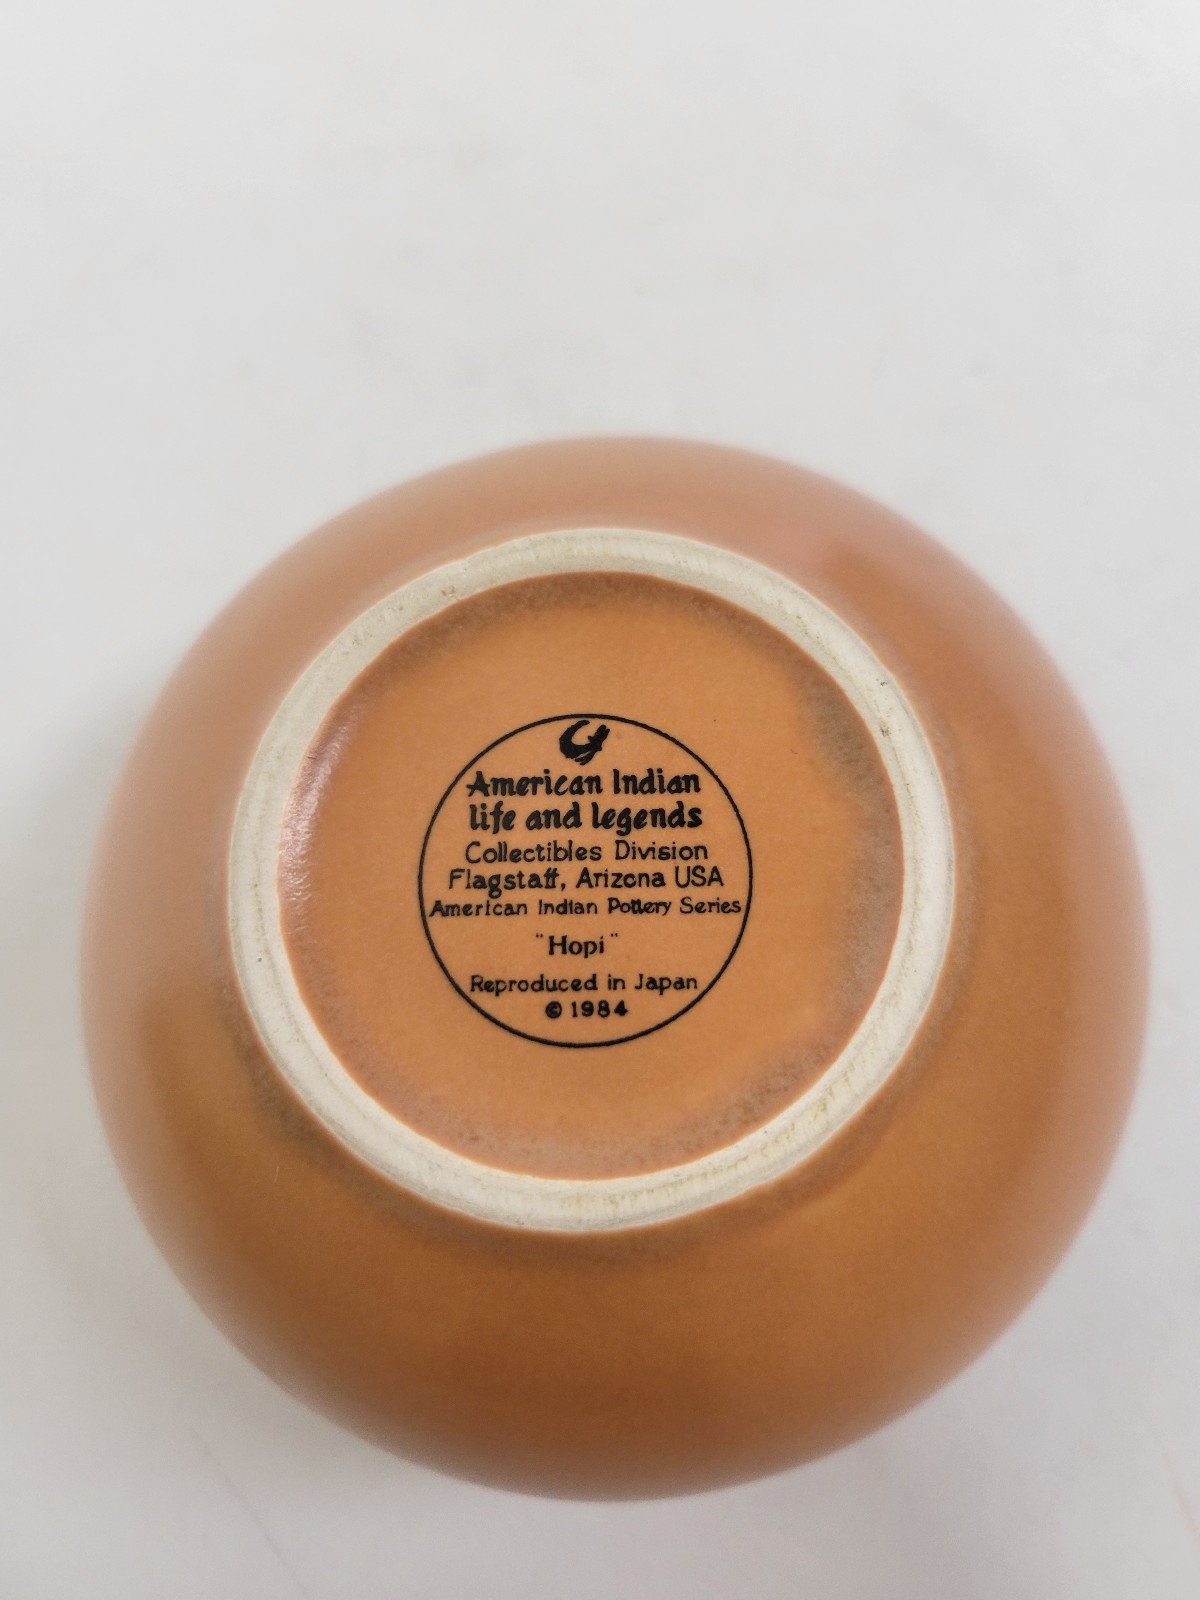 American Indian
life and legends
Collectibles Division
Flagstaff, Arizona USA
American Indian Pottery Series
"Hopi"
Reproduced in Japan
© 1984